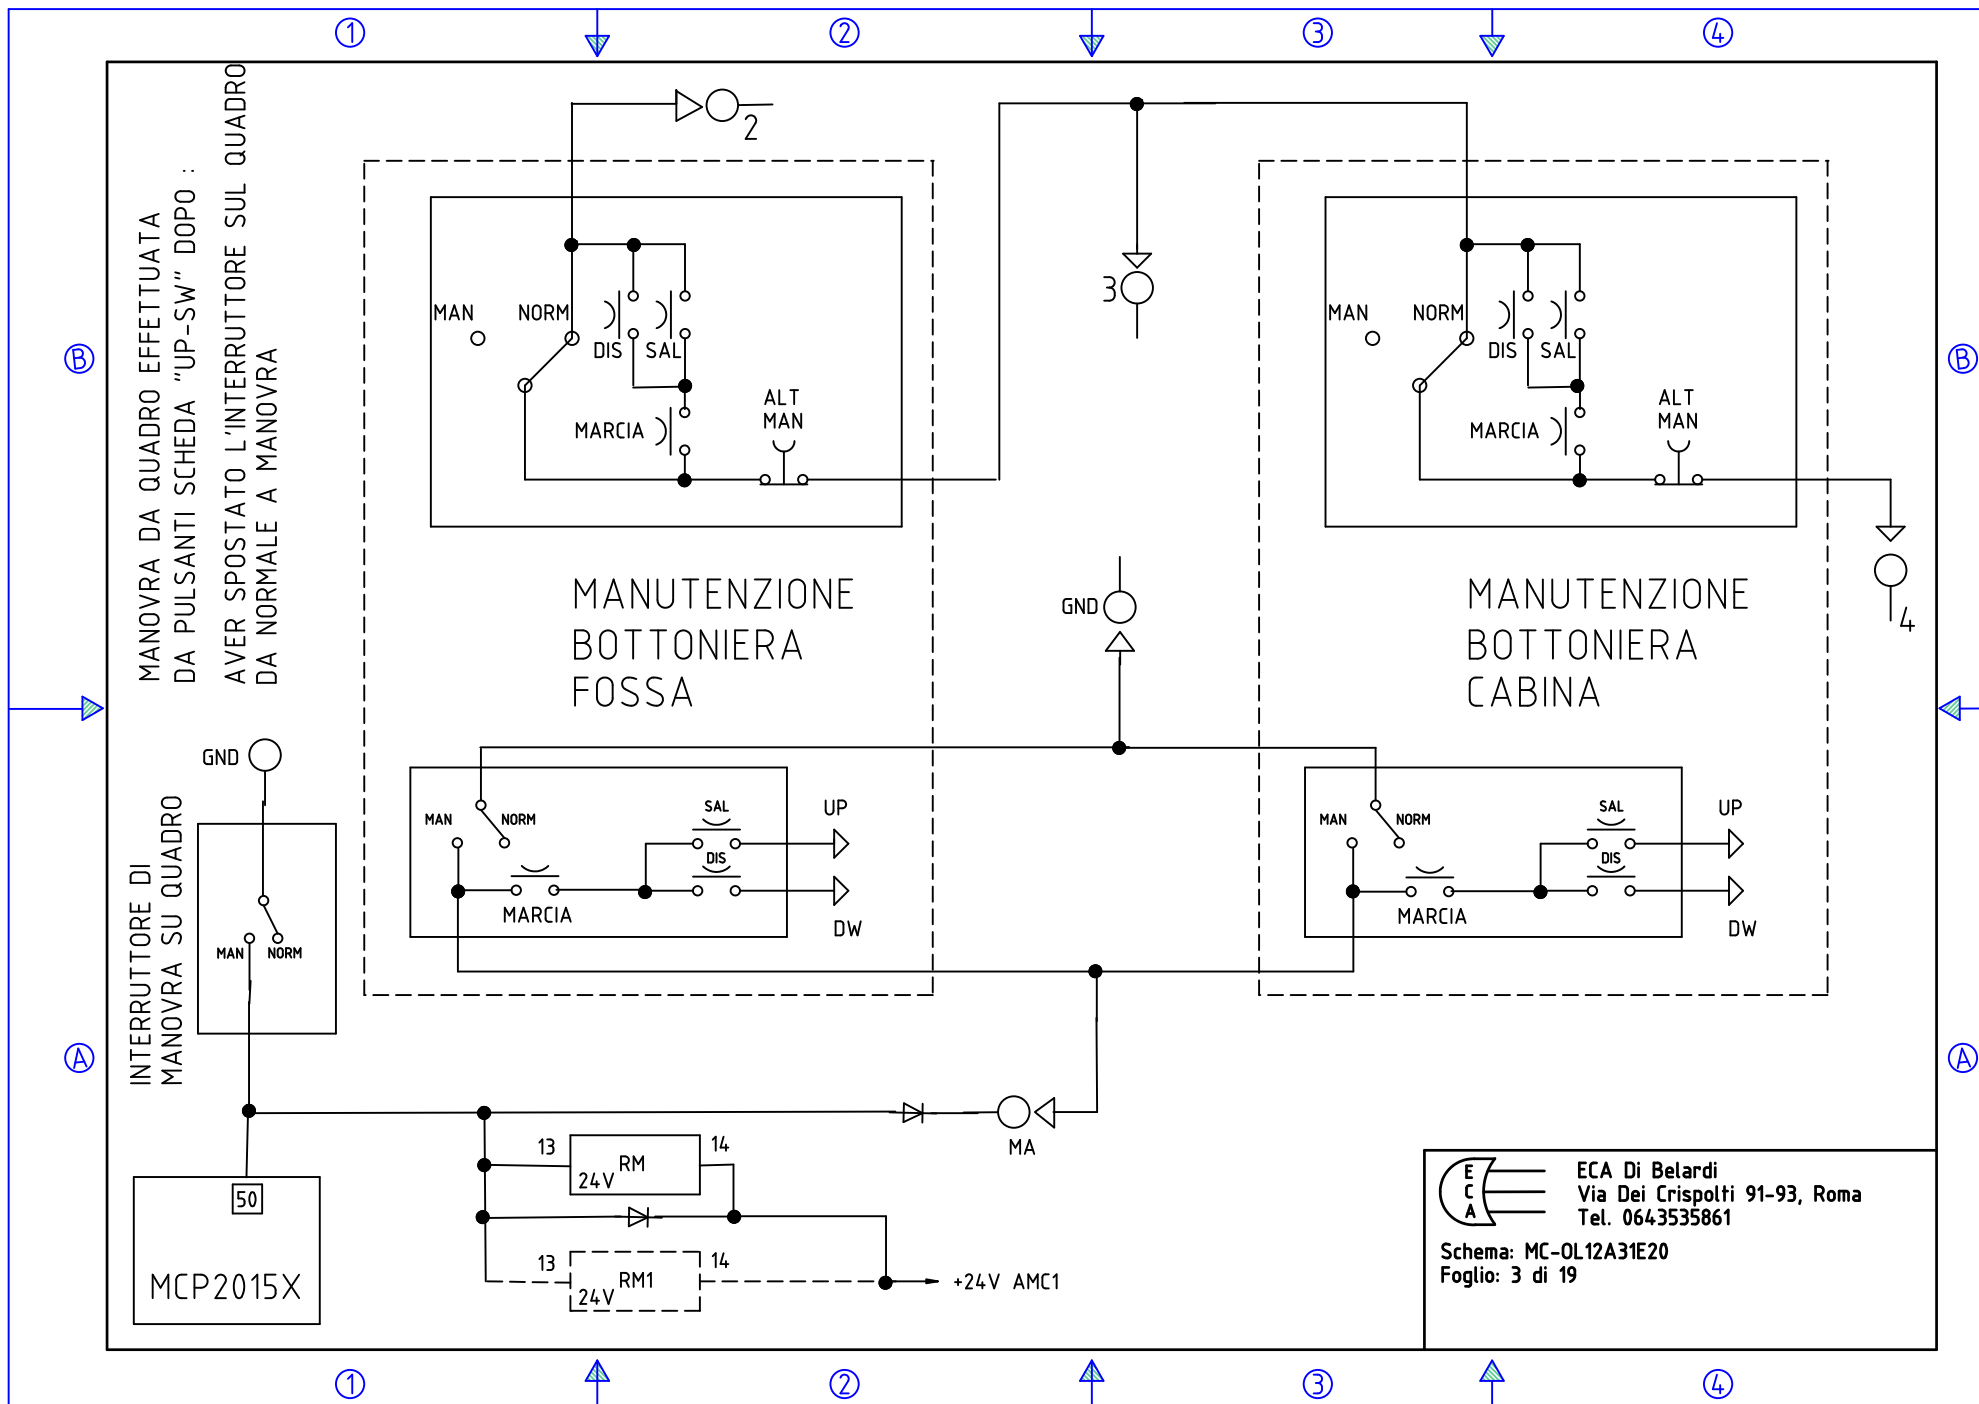 1
2
3
4
MANOVRA DA QUADRO EFFETTUATA
DA PULSANTI SCHEDA "UP-SW" DOPO :
AVER SPOSTATO L'INTERRUTTORE SUL QUADRO
DA NORMALE A MANOVRA
2
MAN
NORM
DIS
SAL
MARCIA
ALT
MAN
3
MAN
NORM
DIS
SAL
MARCIA
ALT
MAN
4
B
B
MANUTENZIONE
BOTTONIERA
FOSSA
GND
MANUTENZIONE
BOTTONIERA
CABINA
GND
INTERRUTTORE DI
MANOVRA SU QUADRO
MAN
NORM
MAN
NORM
MARCIA
SAL
DIS
UP
DW
MAN
NORM
MARCIA
SAL
DIS
UP
DW
A
A
MA
13
RM
24V
14
13
RM1
24V
14
+24V AMC1
50
MCP2015X
E
C
A
ECA Di Belardi
Via Dei Crispolti 91-93, Roma
Tel. 0643535861
Schema: MC-OL12A31E20
Foglio: 3 di 19
1
2
3
4